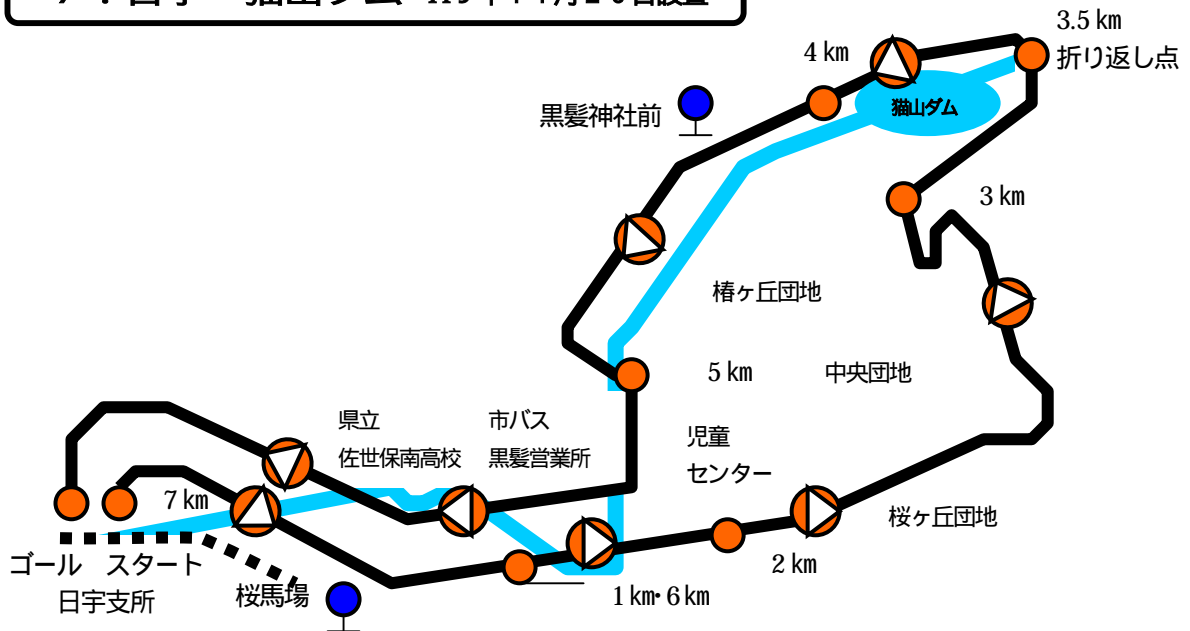 猫山ダム
3.5 km
折り返し点
4 km
猫山ダム
黒髪神社前
3 km
椿ヶ丘団地
5 km
中央団地
県立
佐世保南高校
市バス
黒髪営業所
児童
センター
7 km
桜ヶ丘団地
2 km
ゴール
スタート
日宇支所
桜馬場
1 km・6 km